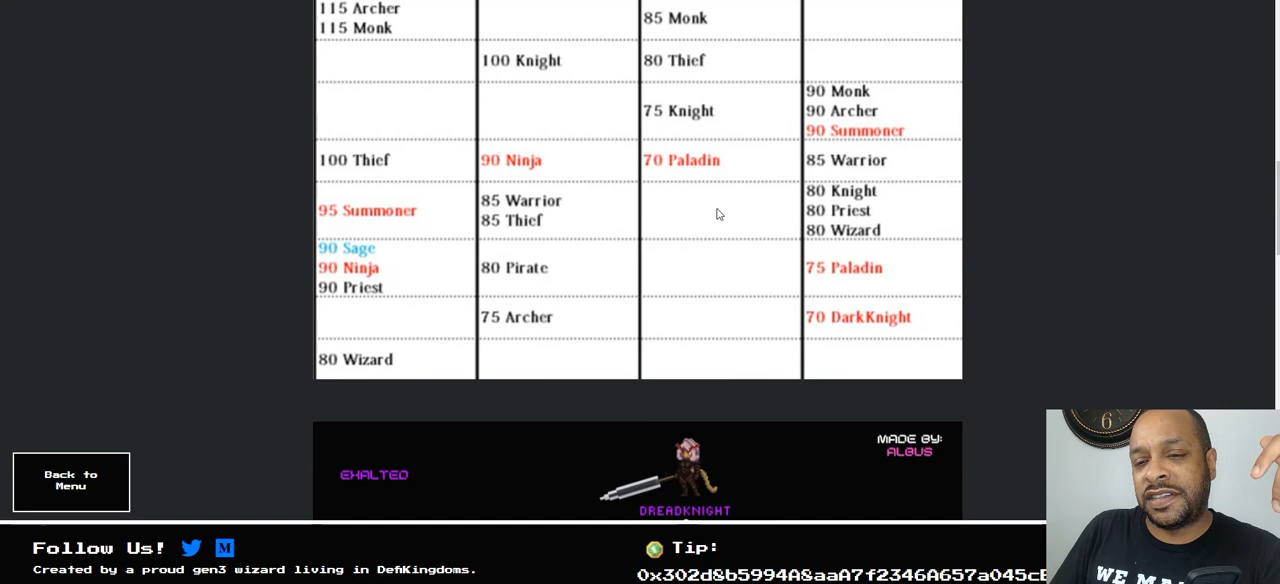 115 Archer
115 Monk
85 Monk
100 Knight
80 Thief
75 Knight
90 Monk
90 Archer
90 Summoner
100 Thief
90 Ninja
70 Paladin
85 Warrior
95 Summoner
85 Warrior
85 Thief
80 Knight
80 Priest
80 Wizard
90 Sage
90 Ninja
90 Priest
80 Pirate
75 Paladin
75 Archer
70 DarkKnight
80 Wizard
MADE BY:
ALBUS
EXALTED
DREADKNIGHT
Back to
Menu
Follow Us!
Created by a proud gen3 wizard living in DefiKingdoms.
Tip:
6